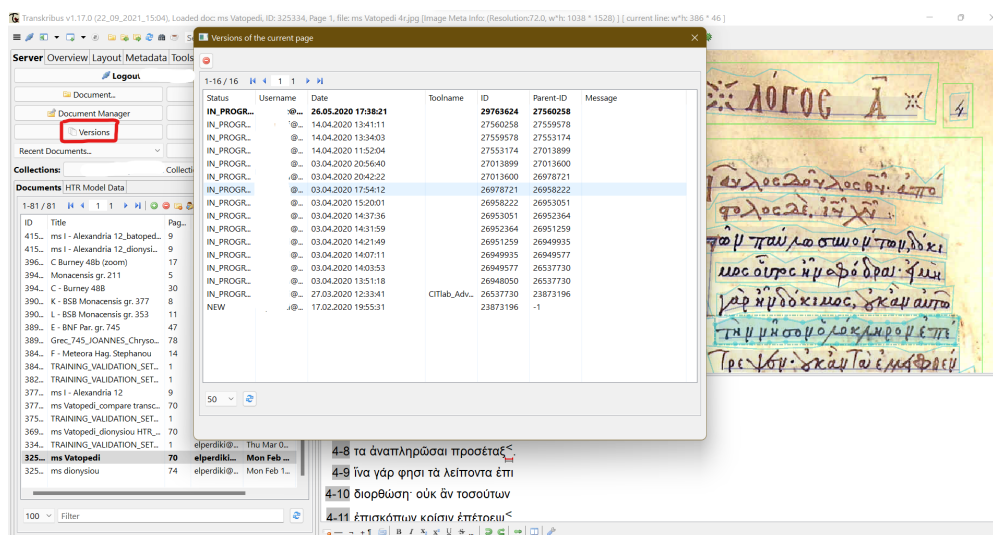 Transkribus v1.17.0 (22_09_2021_15:04), Loaded doc: ms Vatopedi, ID: 325334, Page 1, file: ms Vatopedi 4r.jpg [Image Meta Info: (Resolution:72.0, w*h: 1038 * 1528) ] [ current line: w*h: 386 * 46 ]
Server Overview Layout Metadata Tools
Logout
Document...
Document Manager
Versions
Recent Documents...
Collections:
Documents HTR Model Data
1-81 / 81 1 1
ID Title Pag...
415... ms I - Alexandria 12_batoped... 9
415... ms I - Alexandria 12_dionysi... 9
396... C Burney 48b (zoom) 17
394... Monacensis gr. 211 5
394... C - Burney 48B 30
390... K - BSB Monacensis gr. 377 8
390... L - BSB Monacensis gr. 353 11
389... E - BNF Par. gr. 745 47
389... Grec_745_JOANNES_Chryso... 78
384... F - Meteora Hag. Stephanou 14
384... TRAINING_VALIDATION_SET... 1
382... TRAINING_VALIDATION_SET... 1
377... ms I - Alexandria 12 9
377... ms Vatopedi_compare transc... 70
375... TRAINING_VALIDATION_SET... 1
369... ms Vatopedi_dionysiou HTR_... 70
334... TRAINING_VALIDATION_SET... 1 elperdiki@... Thu Mar 0...
325... ms Vatopedi 70 elperdiki... Mon Feb ...
325... ms dionysiou 74 elperdiki@... Mon Feb 1...
100 Filter
Versions of the current page
1-16 / 16 1 1
Status Username Date Toolname ID Parent-ID Message
IN_PROGR... @... 26.05.2020 17:38:21 29763624 27560258
IN_PROGR... @... 14.04.2020 13:41:11 27560258 27559578
IN_PROGR... @... 14.04.2020 13:34:03 27559578 27553174
IN_PROGR... @... 14.04.2020 11:52:04 27553174 27013899
IN_PROGR... @... 03.04.2020 20:56:40 27013899 27013600
IN_PROGR... @... 03.04.2020 20:42:22 27013600 26978721
IN_PROGR... @... 03.04.2020 17:54:12 26978721 26958222
IN_PROGR... @... 03.04.2020 15:20:01 26958222 26953051
IN_PROGR... @... 03.04.2020 14:37:36 26953051 26952364
IN_PROGR... @... 03.04.2020 14:31:59 26952364 26951259
IN_PROGR... @... 03.04.2020 14:21:49 26951259 26949935
IN_PROGR... @... 03.04.2020 14:07:11 26949935 26949577
IN_PROGR... @... 03.04.2020 14:03:53 26949577 26537730
IN_PROGR... @... 03.04.2020 13:51:18 26948050 26537730
IN_PROGR... @... 27.03.2020 12:33:41 CITlab_Adv... 26537730 23873196
NEW @... 17.02.2020 19:55:31 23873196 -1
50
λόγος Α
4-8 τα ἀναπληρῶσαι προσέταξ<
4-9 ἵνα γάρ φησι τὰ λείποντα ἐπι
4-10 διορθώση· οὐκ ἂν τοσούτων
4-11 ἐπισκόπων κρίσιν ἐπέτρεψ<